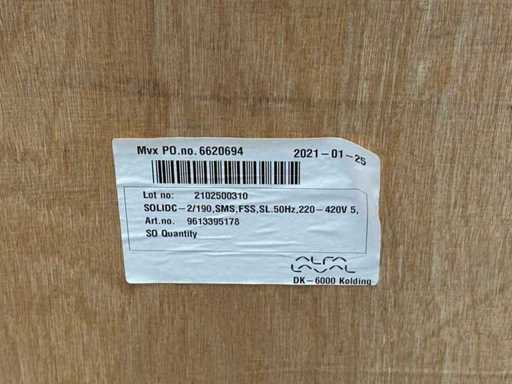 Mvx PO.no. 6620694 2021-01-25
Lot no: 2102500310
SOLIDC-2/190,SMS,FSS,SL.50Hz,220-420V 5,
Art.no. 9613395178
SO Quantity
ALFA
LAVAL
DK-6000 Kolding